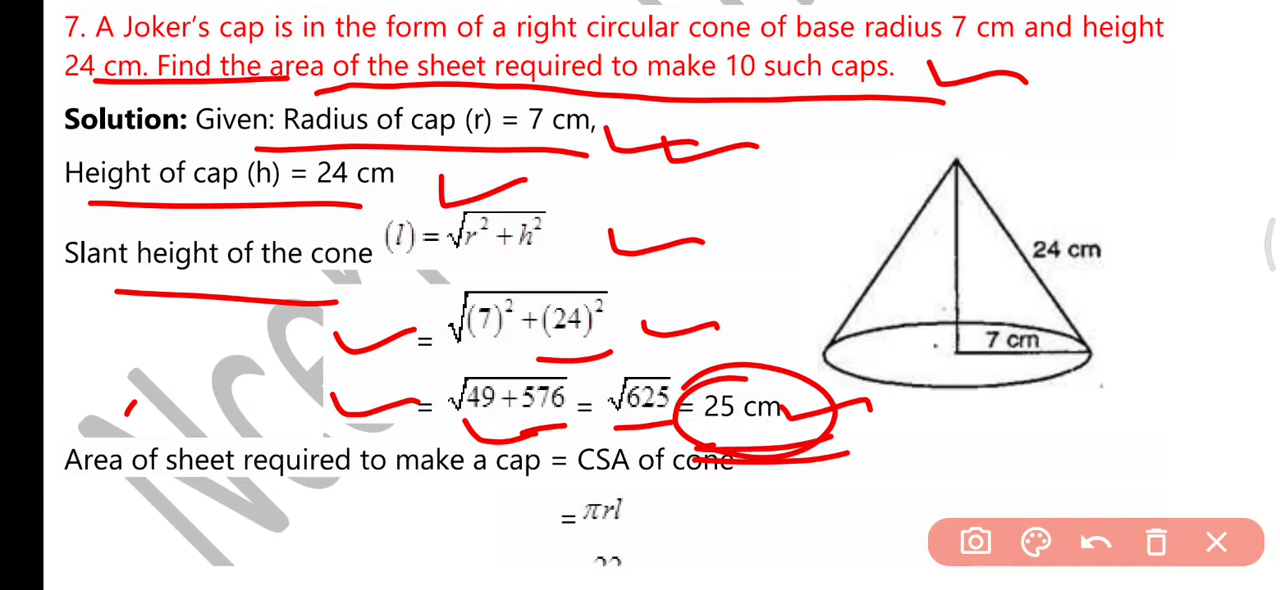 7. A Joker's cap is in the form of a right circular cone of base radius 7 cm and height
24 cm. Find the area of the sheet required to make 10 such caps.
Solution: Given: Radius of cap (r) = 7 cm,
Height of cap (h) = 24 cm
Slant height of the cone (l) = √(r² + h²)
= √((7)² + (24)²)
= √(49 + 576) = √625 = 25 cm
24 cm
7 cm
Area of sheet required to make a cap = CSA of cone
= πrl